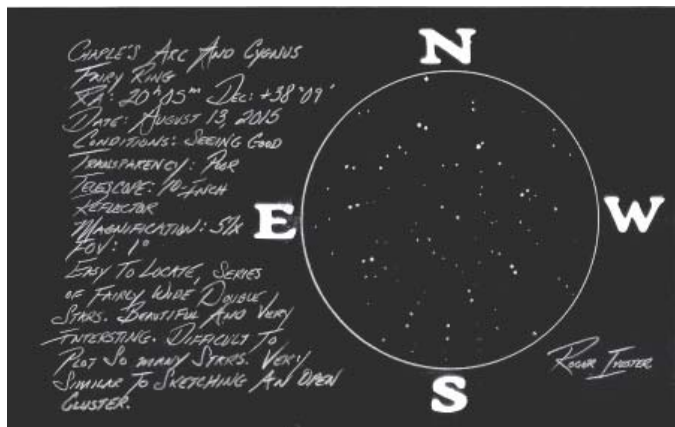 CHAPLE'S ARC AND CYGNUS
FAIRY RING
RA: 20h 05m DEC: +38°09'
DATE: AUGUST 13, 2015
CONDITIONS: SEEING GOOD
TRANSPARENCY: POOR
TELESCOPE: 10-INCH
REFLECTOR
MAGNIFICATION: 57x
FOV: 1°
EASY TO LOCATE, SERIES
OF FAIRLY WIDE DOUBLE
STARS. BEAUTIFUL AND VERY
INTERSTING. DIFFICULT TO
PLOT SO MANY STARS. VERY
SIMILAR TO SKETCHING AN OPEN
CLUSTER.
N
E
W
S
ROGER IVESTER